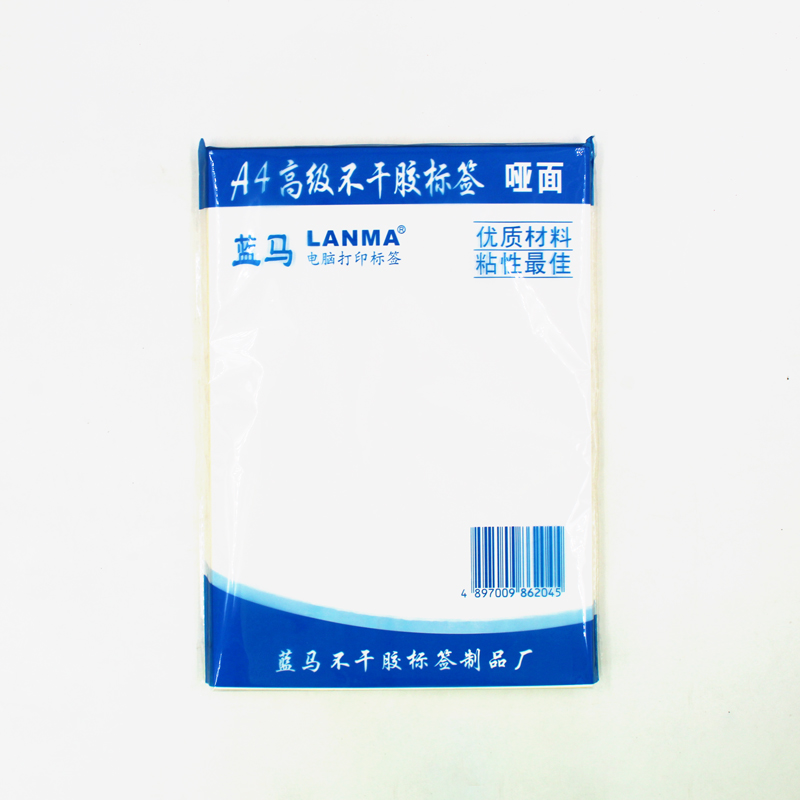 A4高级不干胶标签 哑面
蓝马 LANMA®
电脑打印标签
优质材料
粘性最佳
4 897009 862045
蓝马不干胶标签制品厂